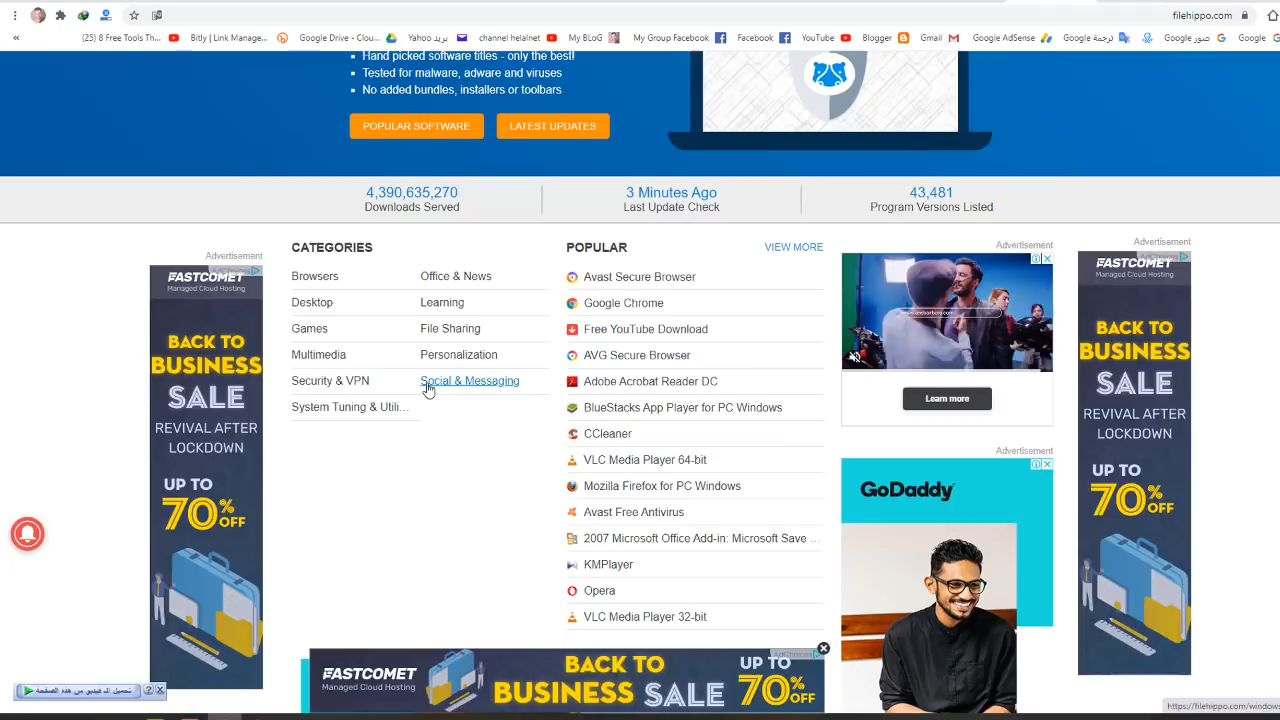 filehippo.com
«
(25) 8 Free Tools Th...
Bitly | Link Manage...
Google Drive - Clou...
بريد Yahoo
channel helalnet
My BLoG
My Group Facebook
Facebook
YouTube
Blogger
Gmail
Google AdSense
ترجمة Google
صور Google
Google
Hand picked software titles - only the best!
Tested for malware, adware and viruses
No added bundles, installers or toolbars
POPULAR SOFTWARE
LATEST UPDATES
4,390,635,270
Downloads Served
3 Minutes Ago
Last Update Check
43,481
Program Versions Listed
Advertisement
FASTCOMET
Managed Cloud Hosting
BACK TO
BUSINESS
SALE
REVIVAL AFTER
LOCKDOWN
UP TO
70% OFF
CATEGORIES
Browsers
Office & News
Desktop
Learning
Games
File Sharing
Multimedia
Personalization
Security & VPN
Social & Messaging
System Tuning & Utili...
POPULAR
VIEW MORE
Avast Secure Browser
Google Chrome
Free YouTube Download
AVG Secure Browser
Adobe Acrobat Reader DC
BlueStacks App Player for PC Windows
CCleaner
VLC Media Player 64-bit
Mozilla Firefox for PC Windows
Avast Free Antivirus
2007 Microsoft Office Add-in: Microsoft Save ...
KMPlayer
Opera
VLC Media Player 32-bit
Advertisement
Learn more
Advertisement
GoDaddy
Advertisement
FASTCOMET
Managed Cloud Hosting
BACK TO
BUSINESS
SALE
REVIVAL AFTER
LOCKDOWN
UP TO
70% OFF
FASTCOMET
Managed Cloud Hosting
BACK TO
BUSINESS SALE
UP TO
70% OFF
تحميل الـ فيديو من هذه الصفحة
https://filehippo.com/window